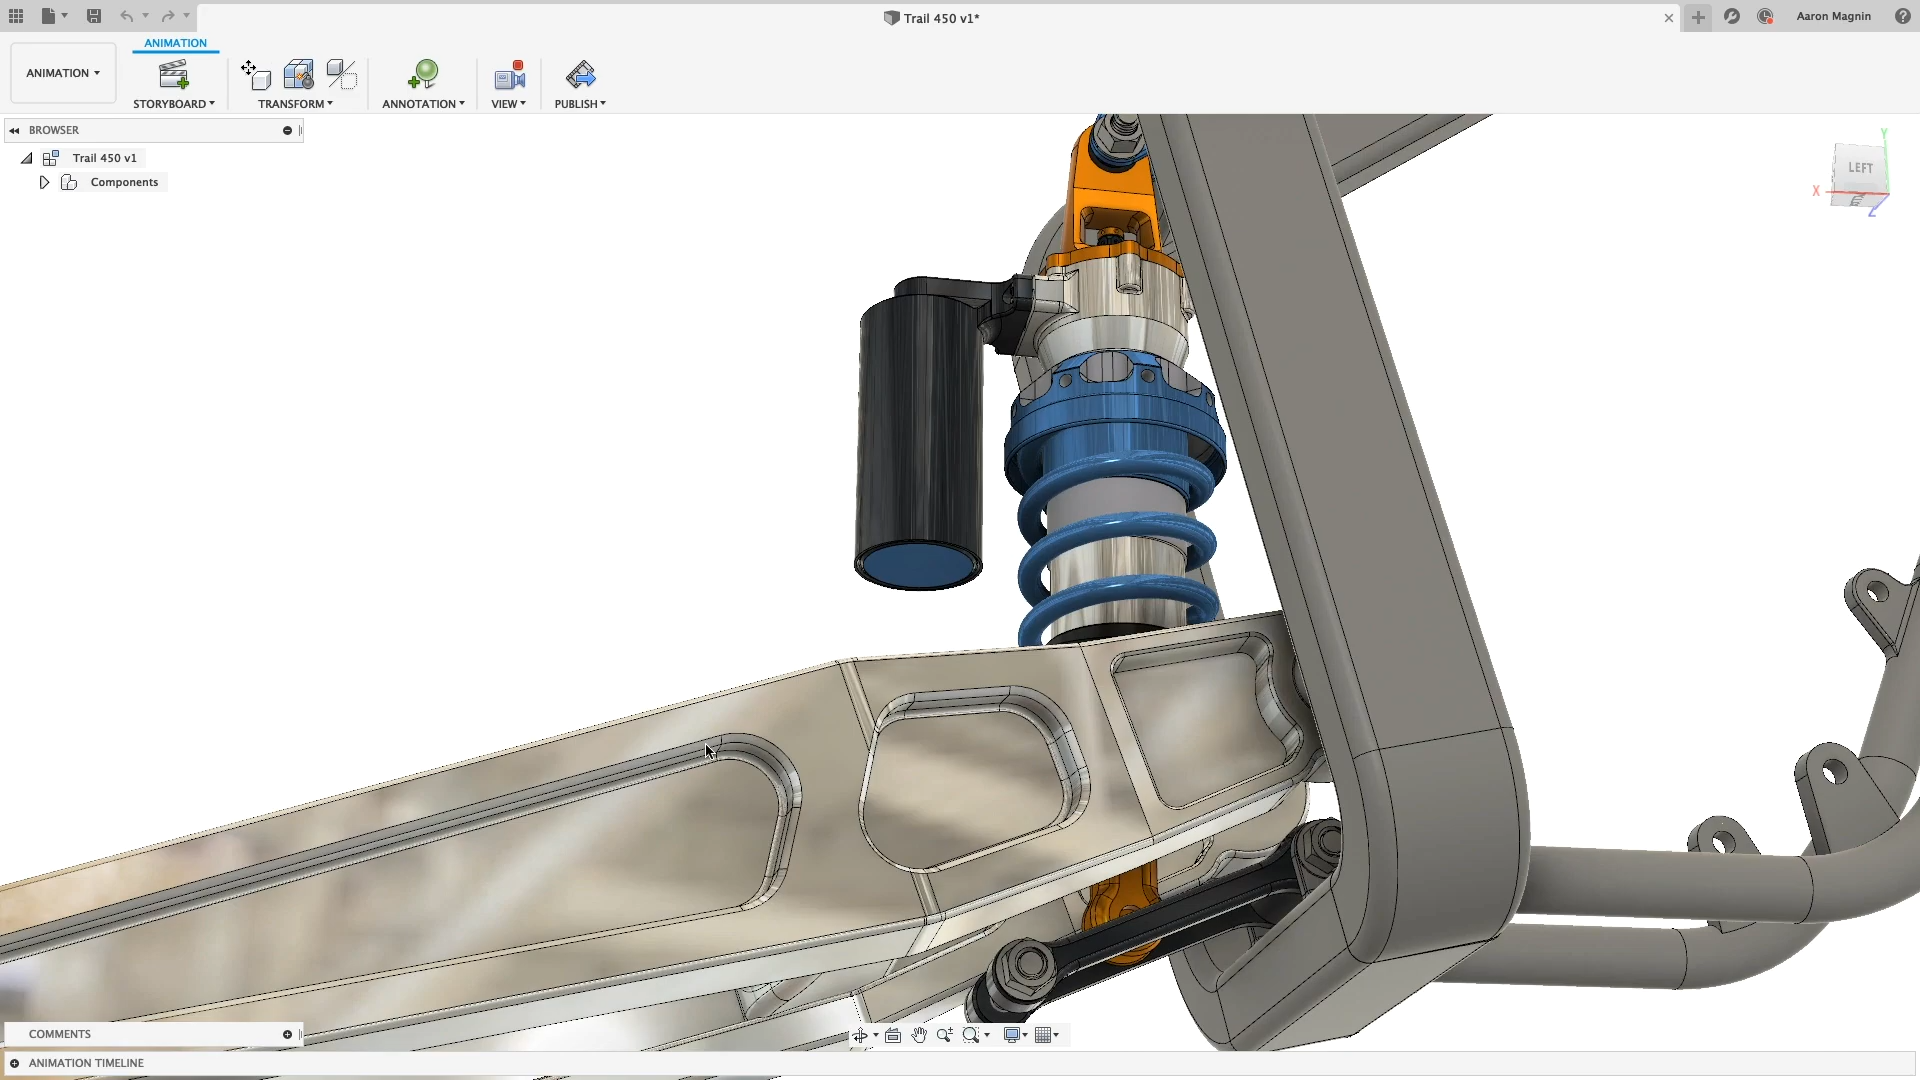 Trail 450 v1*
Aaron Magnin
ANIMATION
ANIMATION
STORYBOARD
TRANSFORM
ANNOTATION
VIEW
PUBLISH
BROWSER
Trail 450 v1
Components
Y
LEFT
X
Z
COMMENTS
ANIMATION TIMELINE